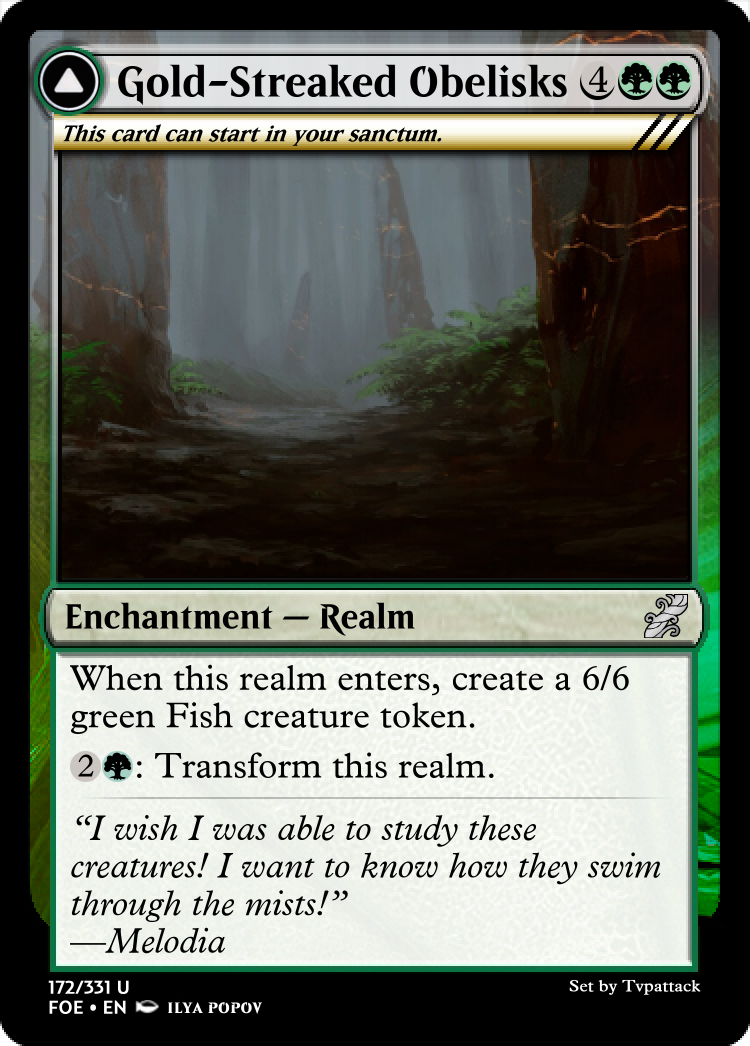 Gold-Streaked Obelisks 4
This card can start in your sanctum.
Enchantment — Realm
When this realm enters, create a 6/6
green Fish creature token.
2 : Transform this realm.
“I wish I was able to study these
creatures! I want to know how they swim
through the mists!”
—Melodia
172/331 U
FOE • EN ILYA POPOV
Set by Tvpattack